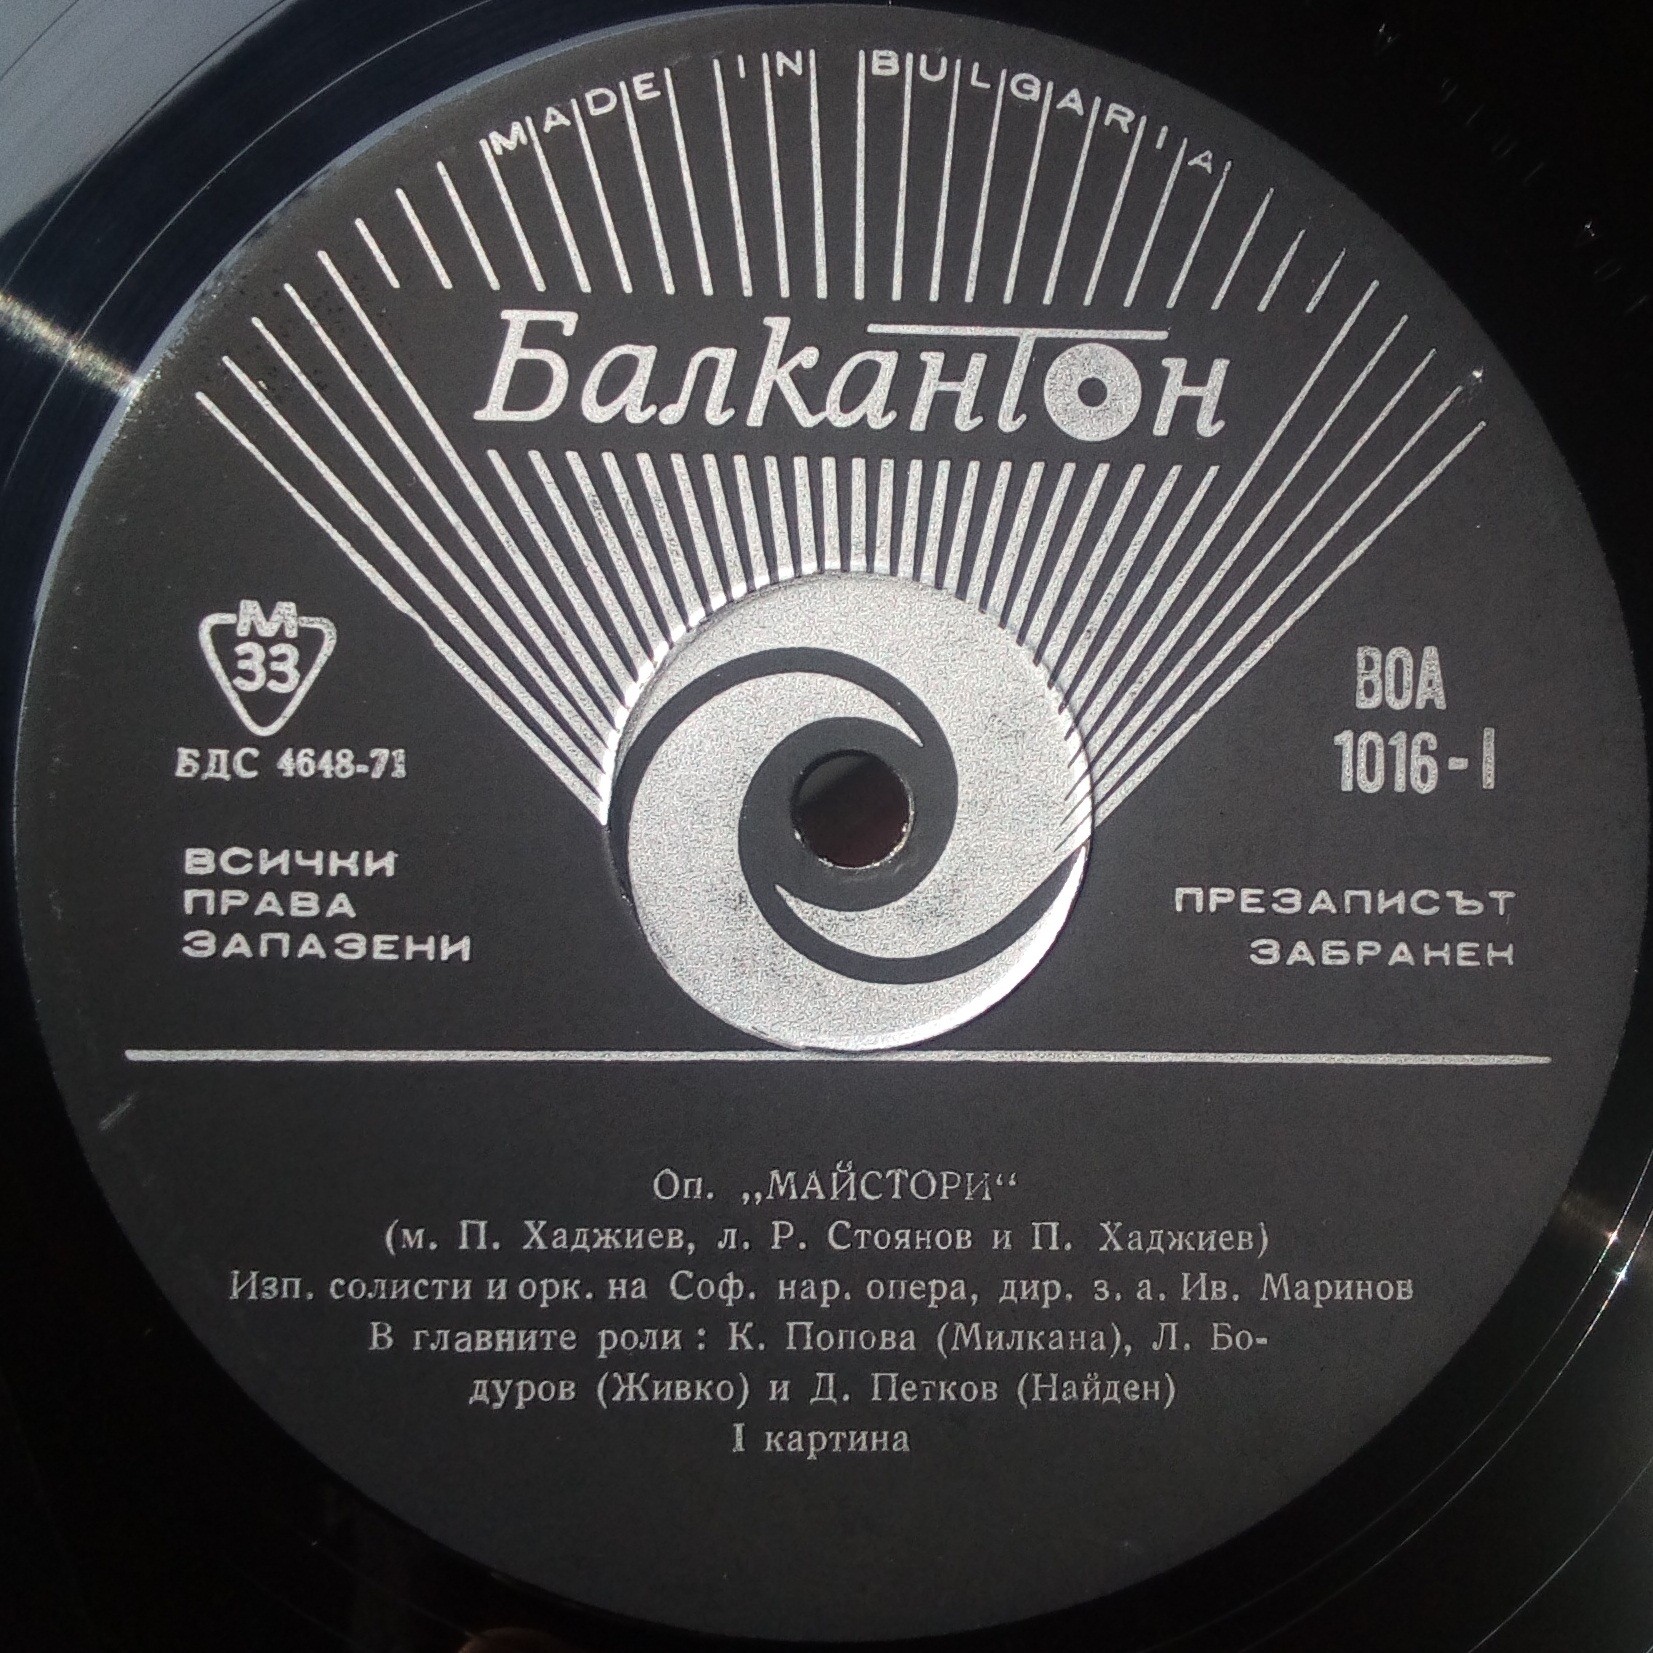 MADE IN BULGARIA
Балкантон
М
33
БДС 4648-71
ВСИЧКИ
ПРАВА
ЗАПАЗЕНИ
ВОА
1016-I
ПРЕЗАПИСЪТ
ЗАБРАНЕН
Оп. „МАЙСТОРИ“
(м. П. Хаджиев, л. Р. Стоянов и П. Хаджиев)
Изп. солисти и орк. на Соф. нар. опера, дир. з. а. Ив. Маринов
В главните роли : К. Попова (Милкана), Л. Бо-
дуров (Живко) и Д. Петков (Найден)
I картина